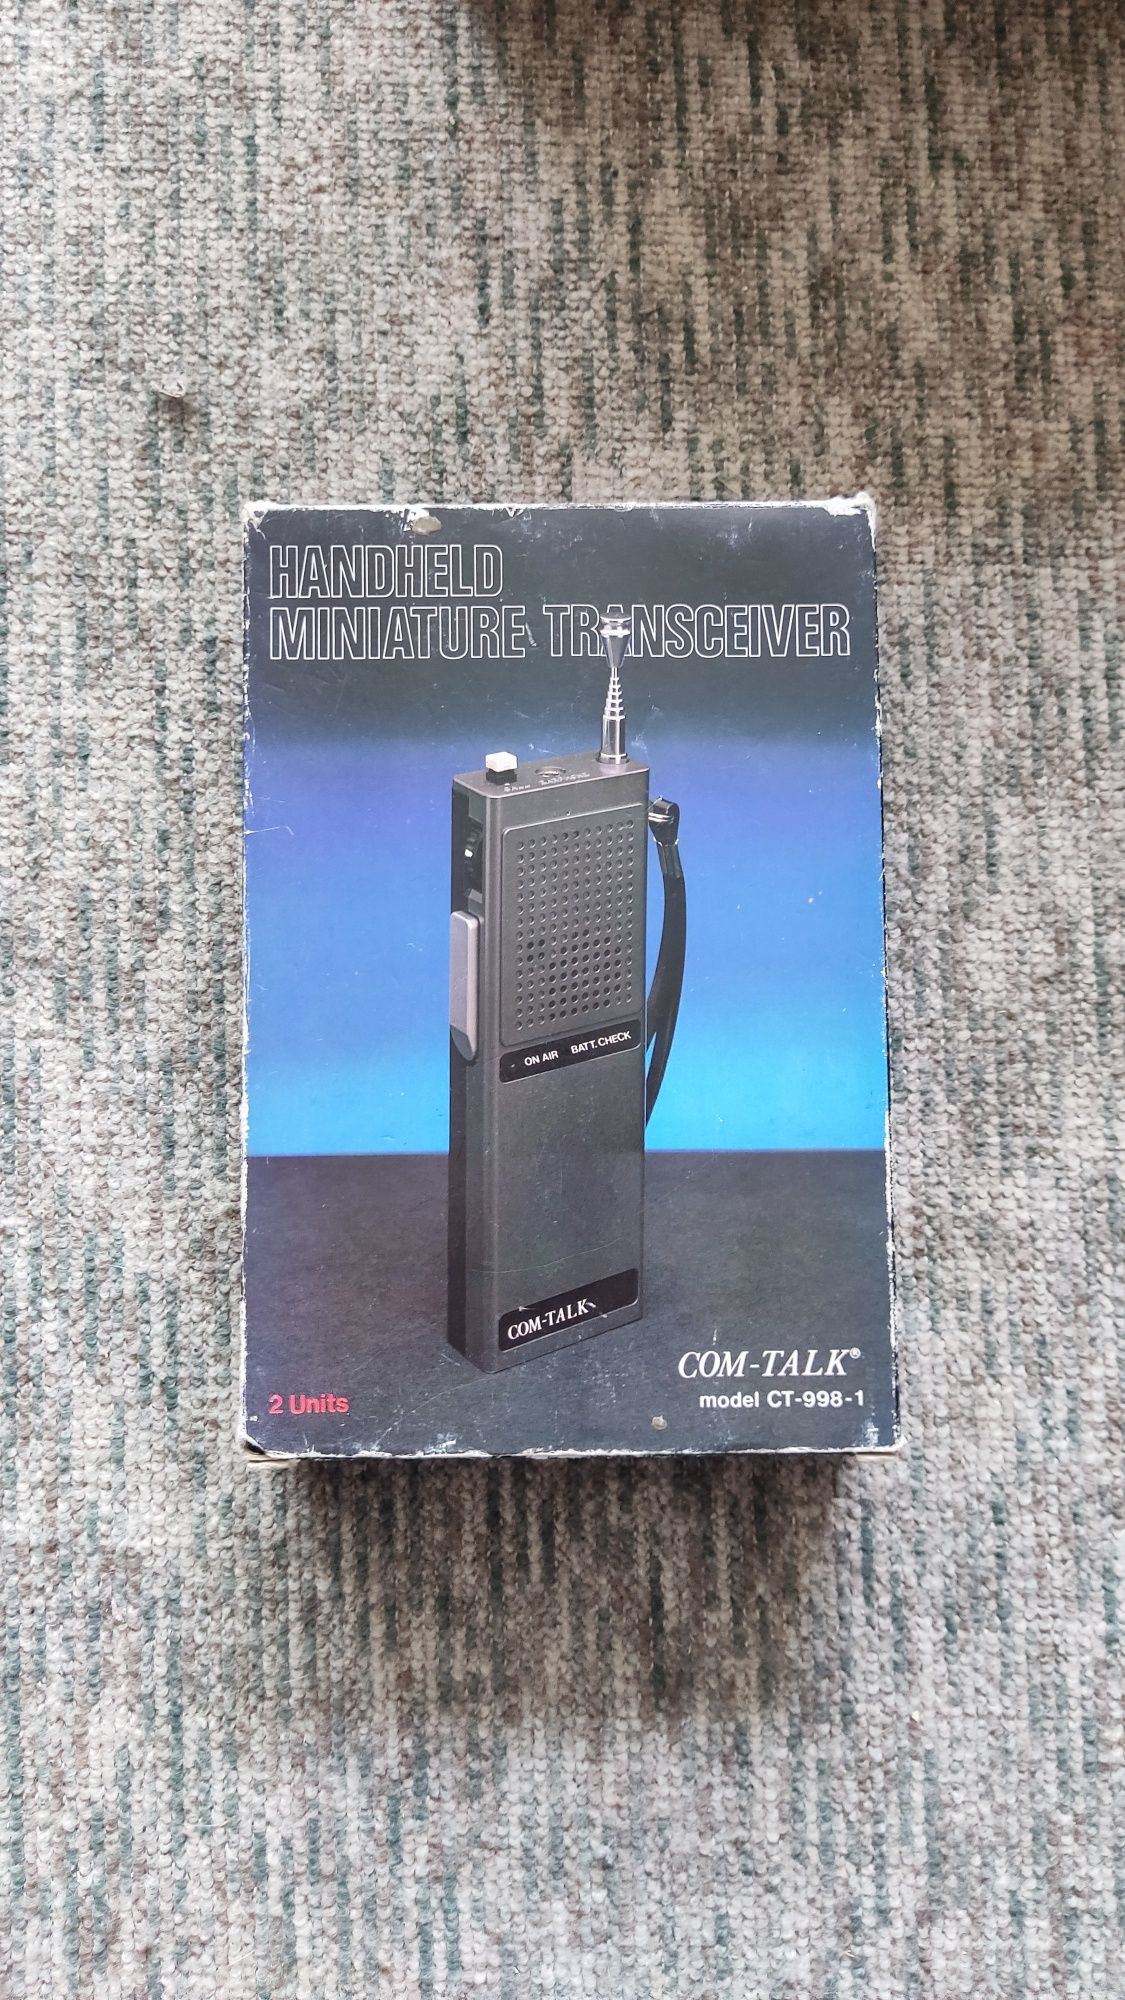 HANDHELD
MINIATURE TRANSCEIVER
ON AIR BATT. CHECK
COM-TALK
COM-TALK®
model CT-998-1
2 Units